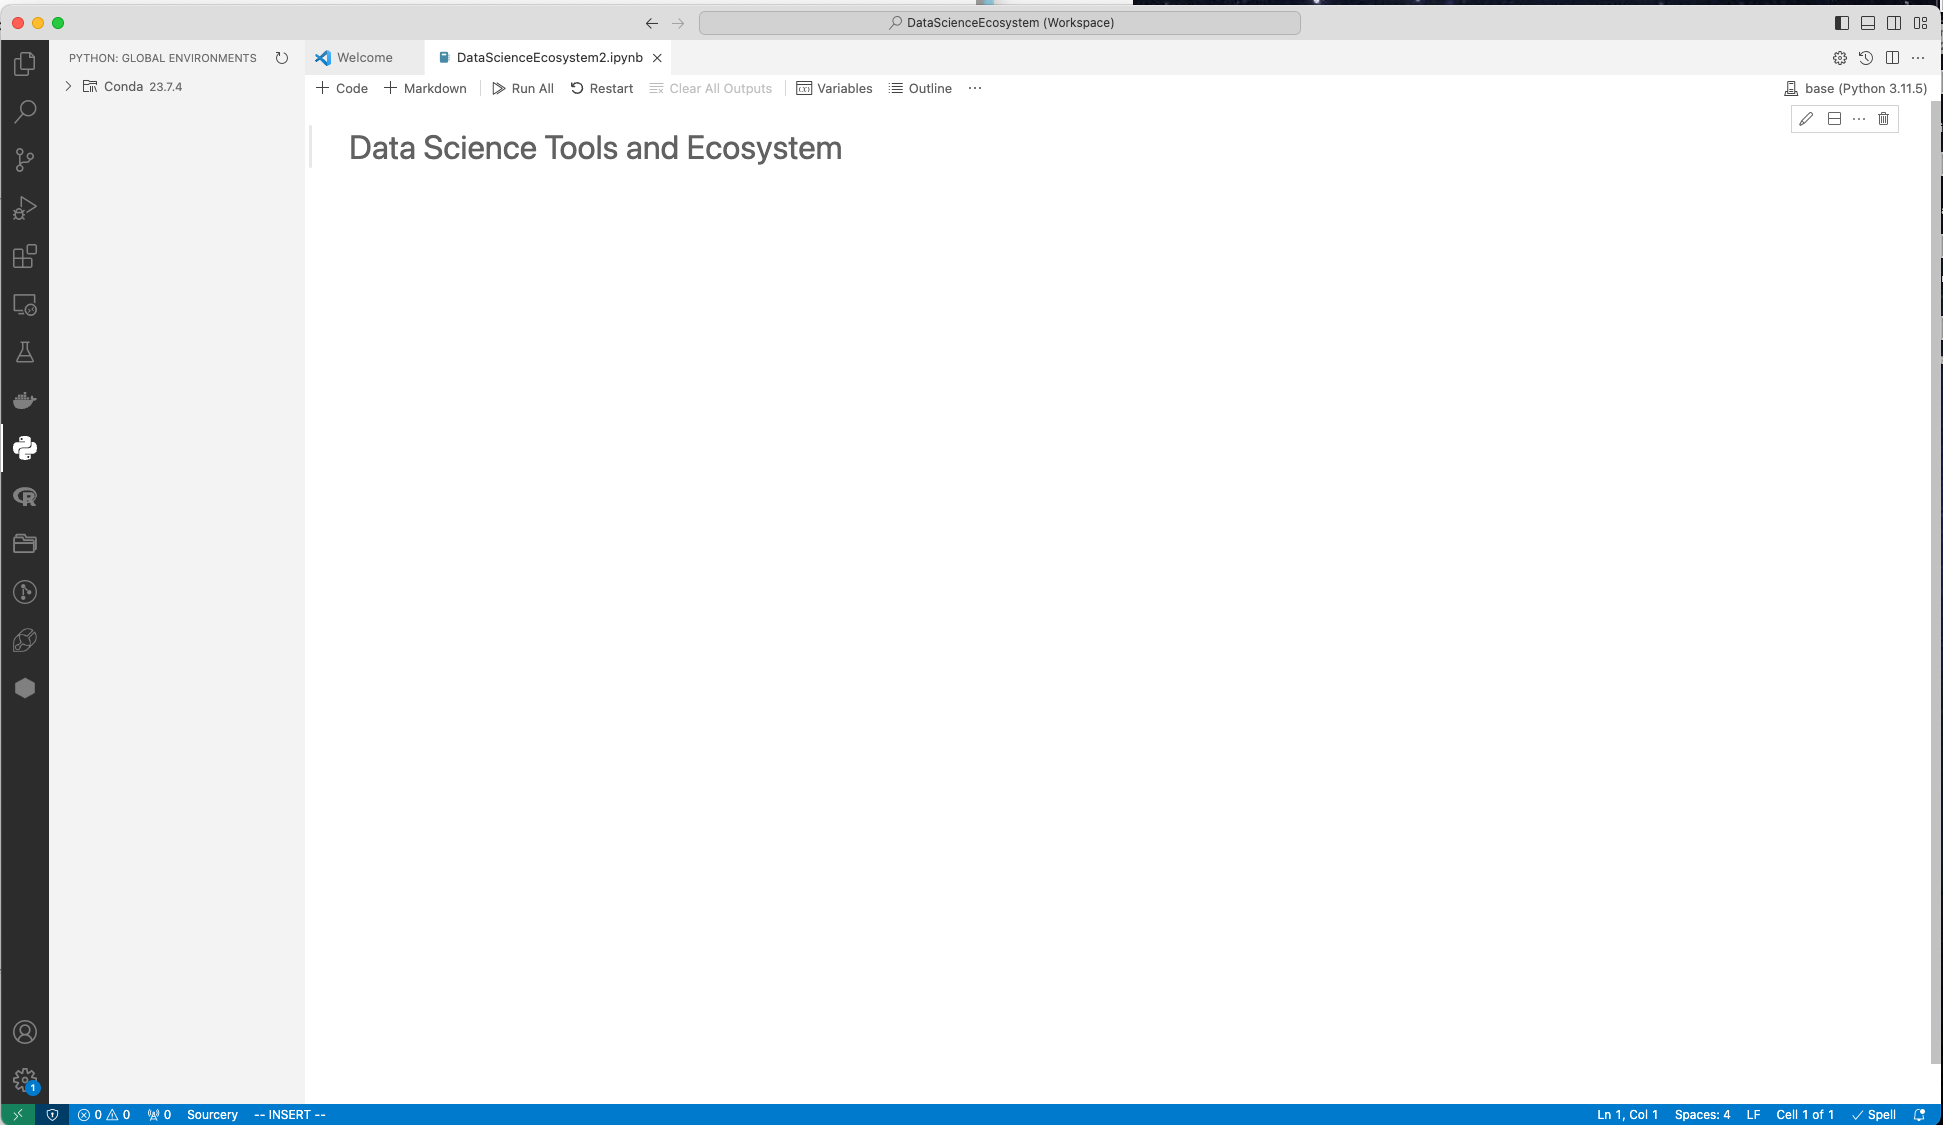 DataScienceEcosystem (Workspace)
PYTHON: GLOBAL ENVIRONMENTS
Welcome
DataScienceEcosystem2.ipynb
Conda 23.7.4
Code
Markdown
Run All
Restart
Clear All Outputs
Variables
Outline
...
base (Python 3.11.5)
Data Science Tools and Ecosystem
1
0 0
0
Sourcery
-- INSERT --
Ln 1, Col 1
Spaces: 4
LF
Cell 1 of 1
Spell